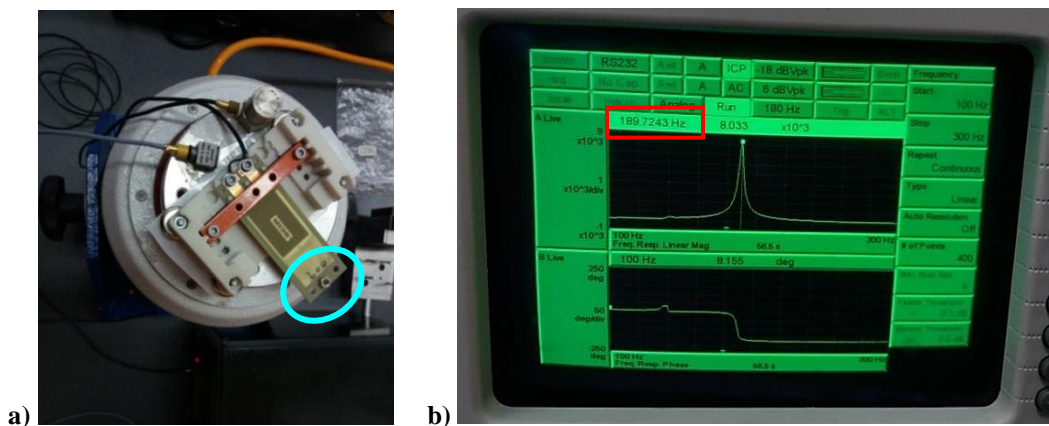 a)
b)
RS232 A ICP -18 dBVpk Frequency
No Cap A AC 6 dBVpk Start
local macro Analog Run 180 Hz Trig 100 Hz
A Live 189.7243 Hz 8.033 x10^3 Stop
300 Hz
9
x10^3
Repeat
Continuous
1
x10^3/div
Type
Linear
Auto Resolution
Off
-1
x10^3
100 Hz 300 Hz
Freq. Resp. Linear Mag 56.5 s
# of Points
400
B Live 100 Hz 8.155 deg
250
deg
50
deg/div
-250
deg
100 Hz 300 Hz
Freq. Resp. Phase 56.5 s